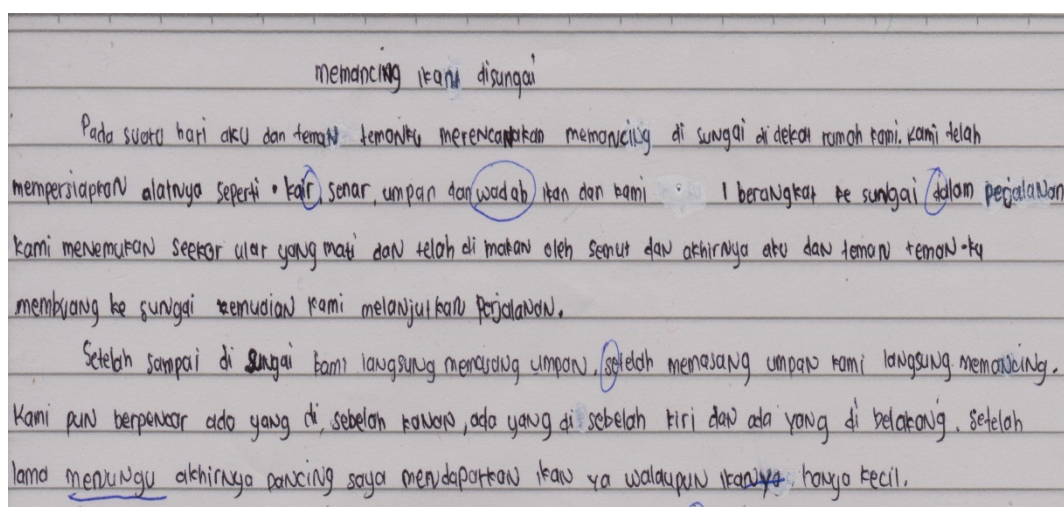 memancing ikan disungai
Pada suatu hari aku dan teman temanku merencanakan memancing di sungai di dekat rumah kami. kami telah
mempersiapkan alatnya seperti kair, senar, umpan dan wadah ikan dan kami berangkat ke sungai dalam perjalanan
kami menemukan seekor ular yang mati dan telah di makan oleh semut dan akhirnya aku dan teman teman-ku
membuang ke sungai kemudian kami melanjutkan perjalanan.
Setelah sampai di sungai kami langsung memasang umpan. setelah memasang umpan kami langsung memancing.
Kami pun berpencar ada yang di, sebelah kanan, ada yang di sebelah kiri dan ada yang di belakang. Setelah
lama menungu akhirnya pancing saya mendapatkan ikan ya walaupun ikannya hanya kecil.